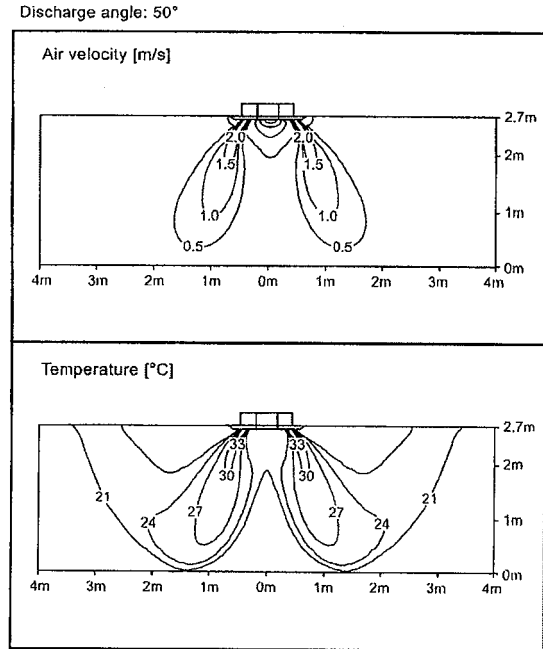 Discharge angle: 50°
Air velocity [m/s]
2.7m
2.0 2.0
2m
1.5 1.5
1.0 1.0
1m
0.5 0.5
0m
4m 3m 2m 1m 0m 1m 2m 3m 4m
Temperature [°C]
2.7m
33 33
2m
30 30
21 21
27 27
24 24
1m
0m
4m 3m 2m 1m 0m 1m 2m 3m 4m